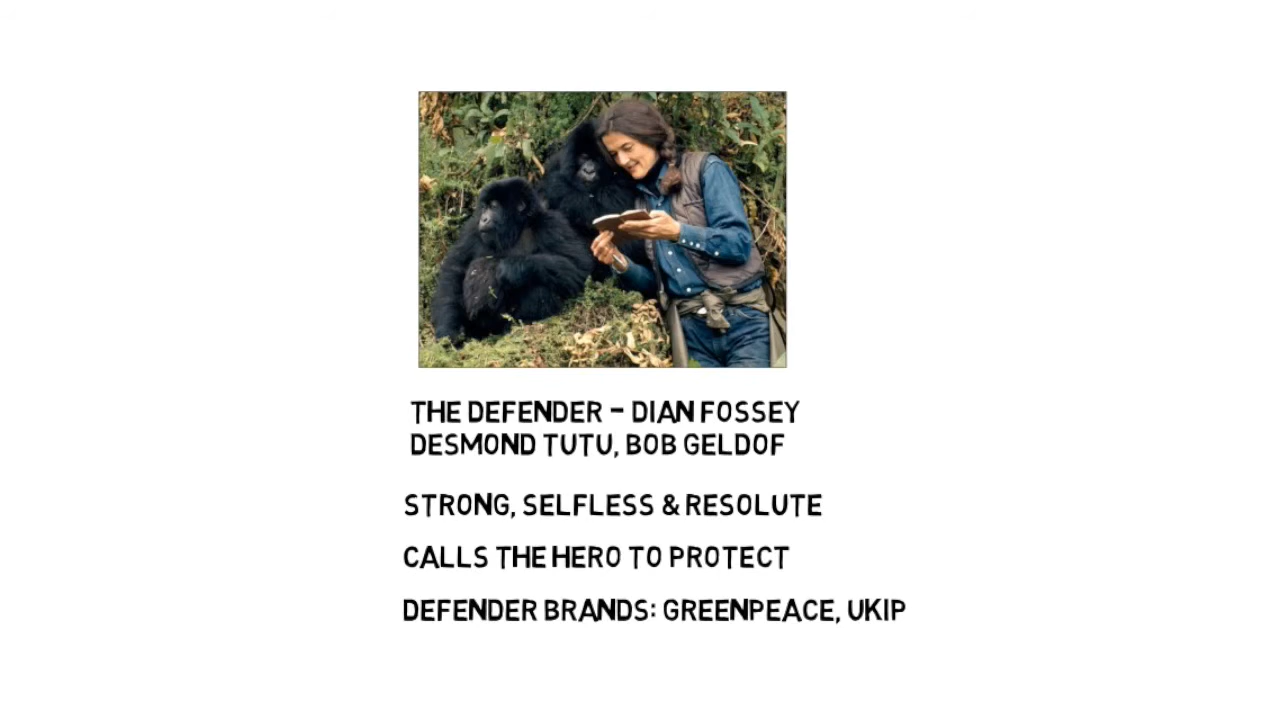 THE DEFENDER – DIAN FOSSEY
DESMOND TUTU, BOB GELDOF
STRONG, SELFLESS & RESOLUTE
CALLS THE HERO TO PROTECT
DEFENDER BRANDS: GREENPEACE, UKIP